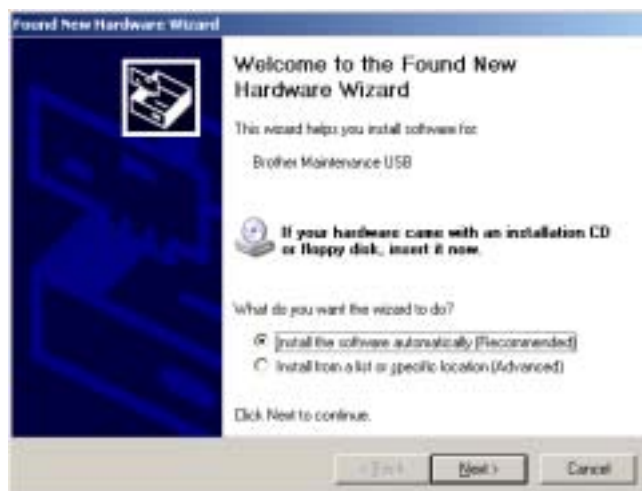 Found New Hardware Wizard
Welcome to the Found New
Hardware Wizard
This wizard helps you install software for:
Brother Maintenance USB
If your hardware came with an installation CD
or floppy disk, insert it now.
What do you want the wizard to do?
Install the software automatically (Recommended)
Install from a list or specific location (Advanced)
Click Next to continue.
< Back Next > Cancel